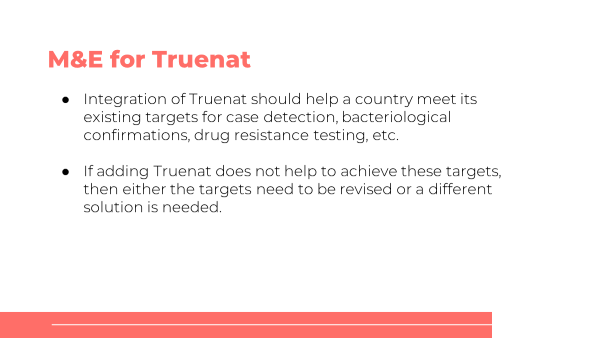 M&E for Truenat
● Integration of Truenat should help a country meet its
existing targets for case detection, bacteriological
confirmations, drug resistance testing, etc.
● If adding Truenat does not help to achieve these targets,
then either the targets need to be revised or a different
solution is needed.